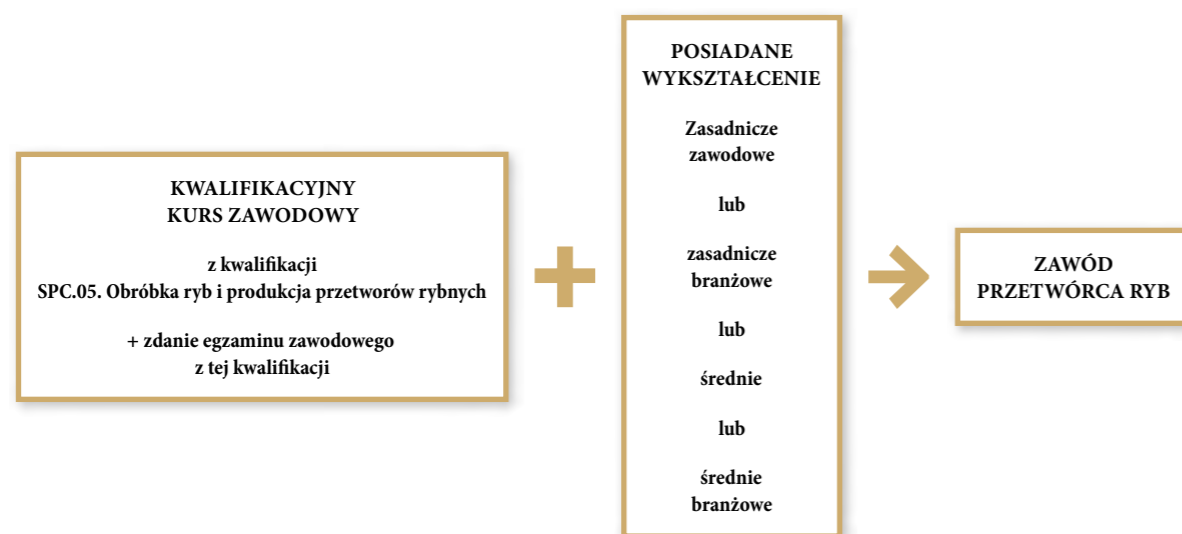 KWALIFIKACYJNY
KURS ZAWODOWY
z kwalifikacji
SPC.05. Obróbka ryb i produkcja przetworów rybnych
+ zdanie egzaminu zawodowego
z tej kwalifikacji
POSIADANE
WYKSZTAŁCENIE
Zasadnicze
zawodowe
lub
zasadnicze
branżowe
lub
średnie
lub
średnie
branżowe
ZAWÓD
PRZETWÓRCA RYB